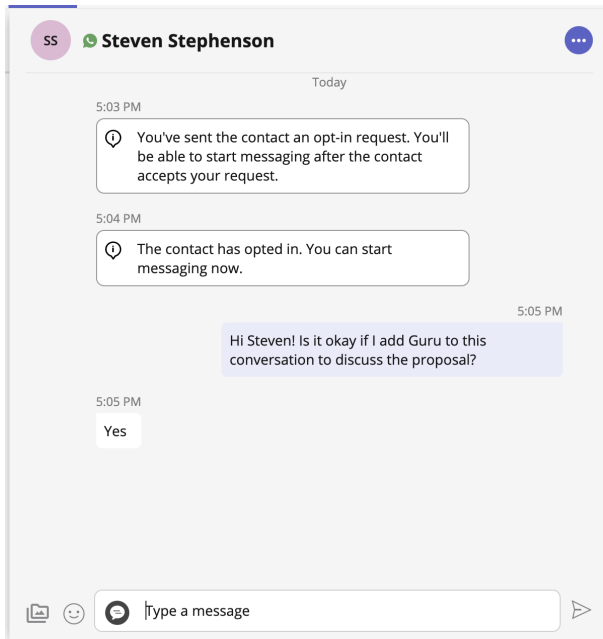 SS
Steven Stephenson
Today
5:03 PM
You've sent the contact an opt-in request. You'll
be able to start messaging after the contact
accepts your request.
5:04 PM
The contact has opted in. You can start
messaging now.
5:05 PM
Hi Steven! Is it okay if I add Guru to this
conversation to discuss the proposal?
5:05 PM
Yes
Type a message